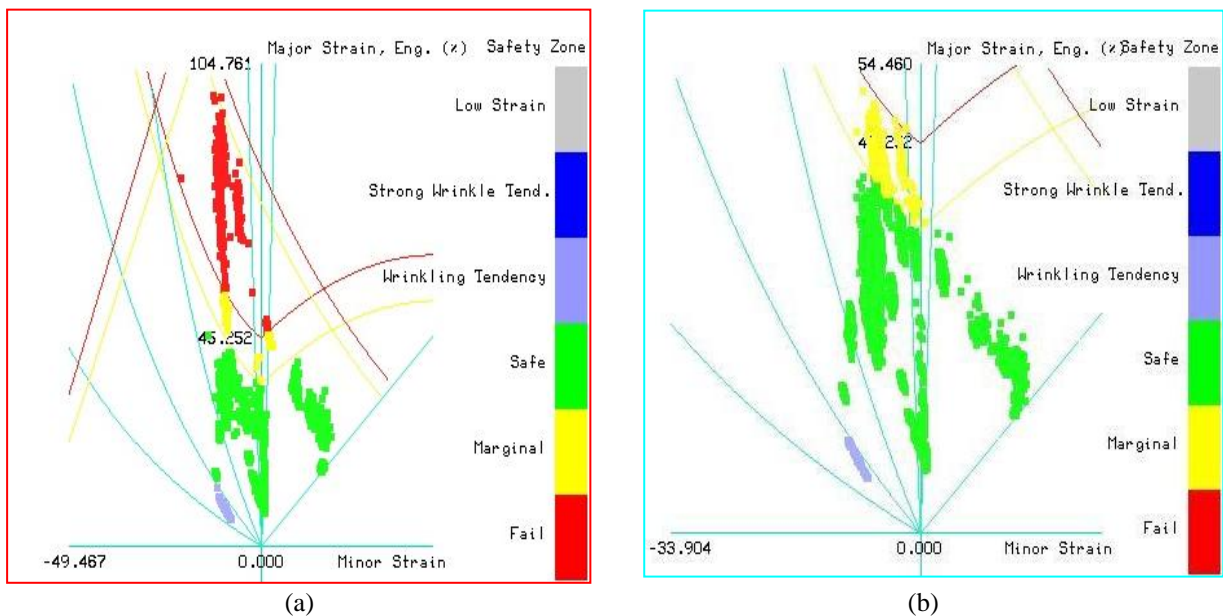 Major Strain, Eng. (%) Safety Zone
104.761
Low Strain
Strong Wrinkle Tend.
Wrinkling Tendency
45.252
Safe
Marginal
Fail
-49.467 0.000 Minor Strain
(a)
Major Strain, Eng. (%) Safety Zone
54.460
Low Strain
Strong Wrinkle Tend.
Wrinkling Tendency
Safe
Marginal
Fail
-33.904 0.000 Minor Strain
(b)